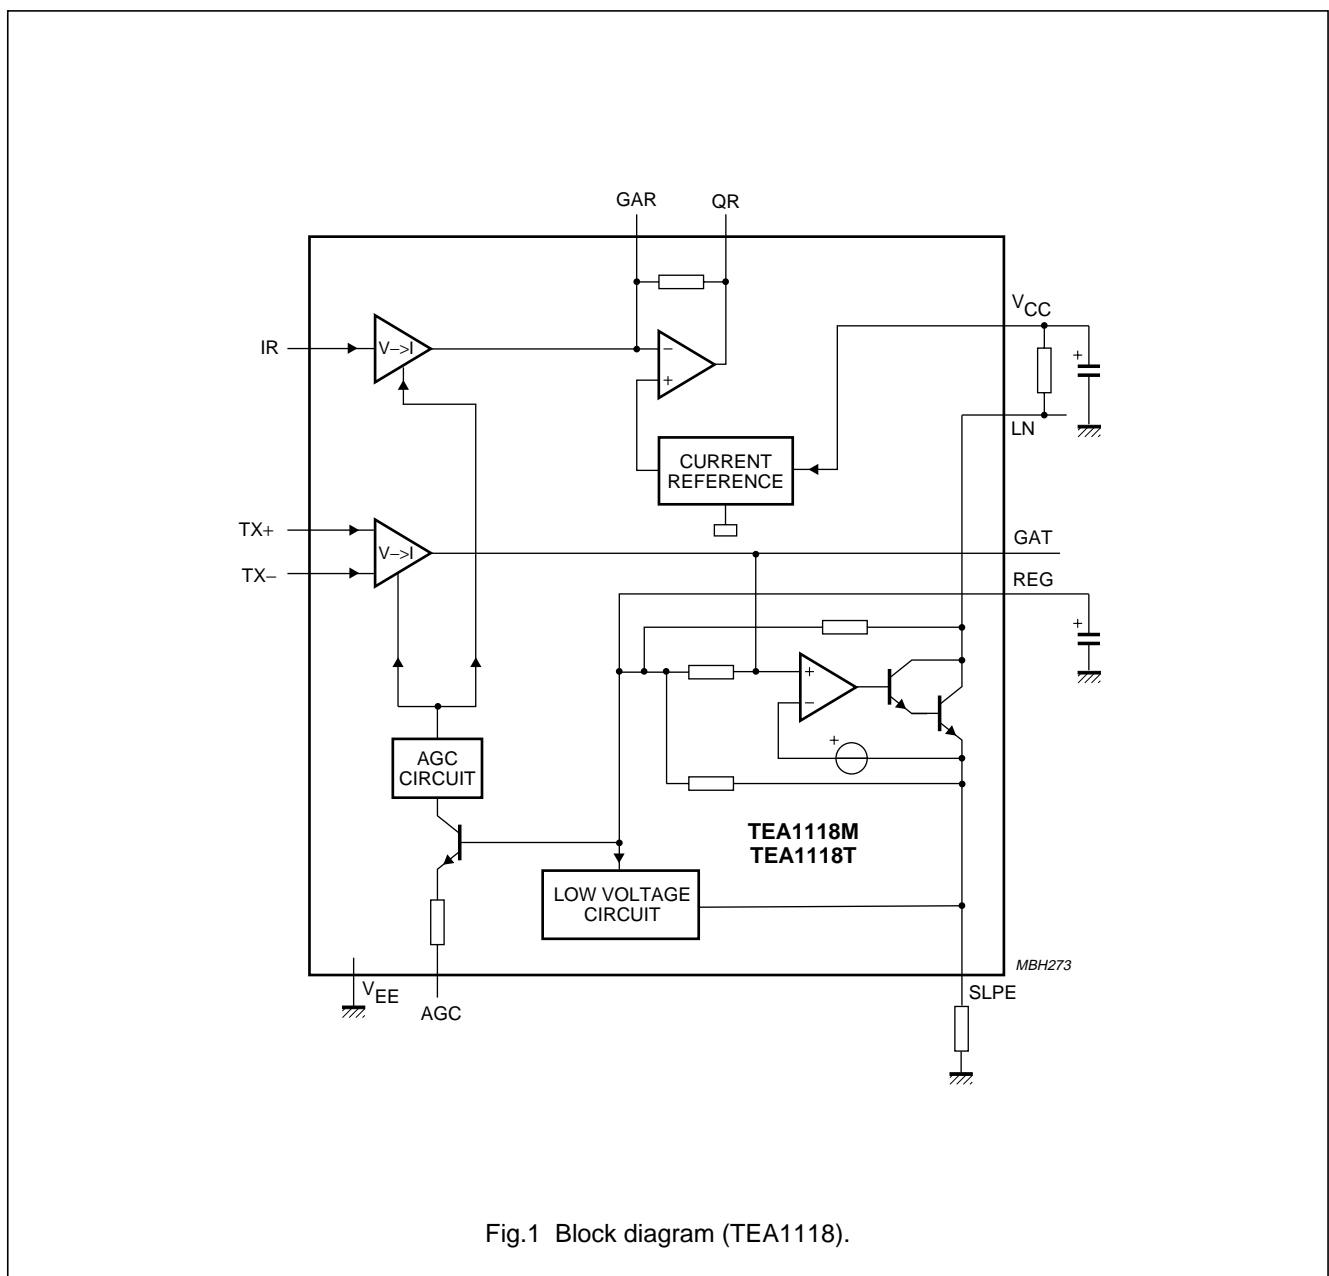 GAR QR
VCC
IR
V−>I
−
+
+
LN
CURRENT
REFERENCE
TX+
V−>I
GAT
TX−
REG
+
+
−
+
AGC
CIRCUIT
TEA1118M
TEA1118T
LOW VOLTAGE
CIRCUIT
MBH273
VEE
SLPE
AGC
Fig.1 Block diagram (TEA1118).